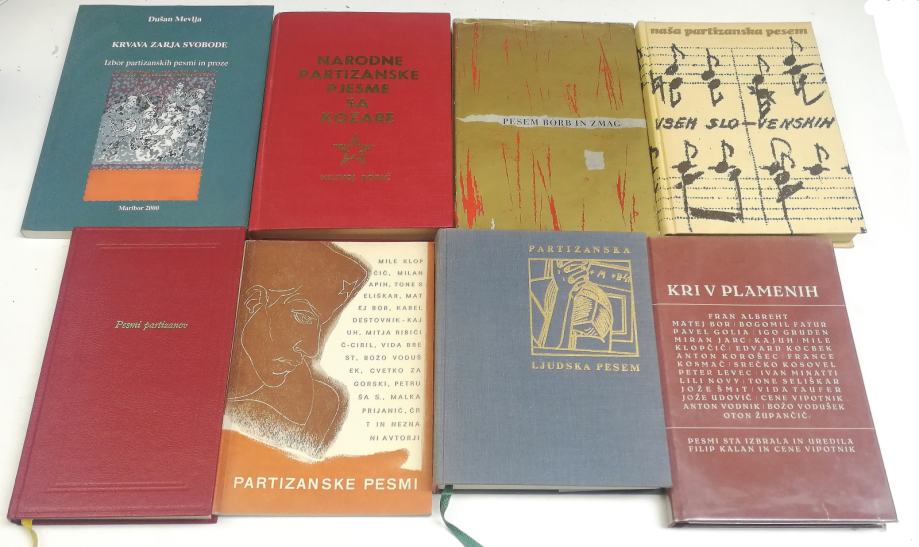 Dušan Mevlja
KRVAVA ZARJA SVOBODE
Izbor partizanskih pesmi in proze
Maribor 2000
NARODNE
PARTIZANSKE
PJESME
SA
KOZARE
PESEM BORB IN ZMAG
naša partizanska pesem
VSEH SLO-VENSKIH
Pesmi partizanov
MILE KLOP
ČIČ, MILAN
APIH, TONE S
ELIŠKAR, MAT
EJ BOR, KAREL
DESTOVNIK-KAJ
UH, MITJA RIBIČI
Č-CIRIL, VIDA BRE
ST, BOŽO VODUŠ
EK, CVETKO ZA
GORSKI, PETRU
ŠA S., MALKA
PRIJANIČ, ČR
T IN NEZNA
NI AVTORJI
PARTIZANSKE PESMI
PARTIZANSKA
LJUDSKA PESEM
KRI V PLAMENIH
FRAN ALBREHT
MATEJ BOR / BOGOMIL FATUR
PAVEL GOLIA / IGO GRUDEN
MIRAN JARC / KAJUH / MILE
KLOPČIČ / EDVARD KOCBEK
ANTON KOROŠEC / FRANCE
KOSMAČ / SREČKO KOSOVEL
PETER LEVEC / IVAN MINATTI
LILI NOVY / TONE SELIŠKAR
JOŽE ŠMIT / VIDA TAUFER
JOŽE UDOVIČ / CENE VIPOTNIK
ANTON VODNIK / BOŽO VODUŠEK
OTON ŽUPANČIČ
PESMI STA IZBRALA IN UREDILA
FILIP KALAN IN CENE VIPOTNIK